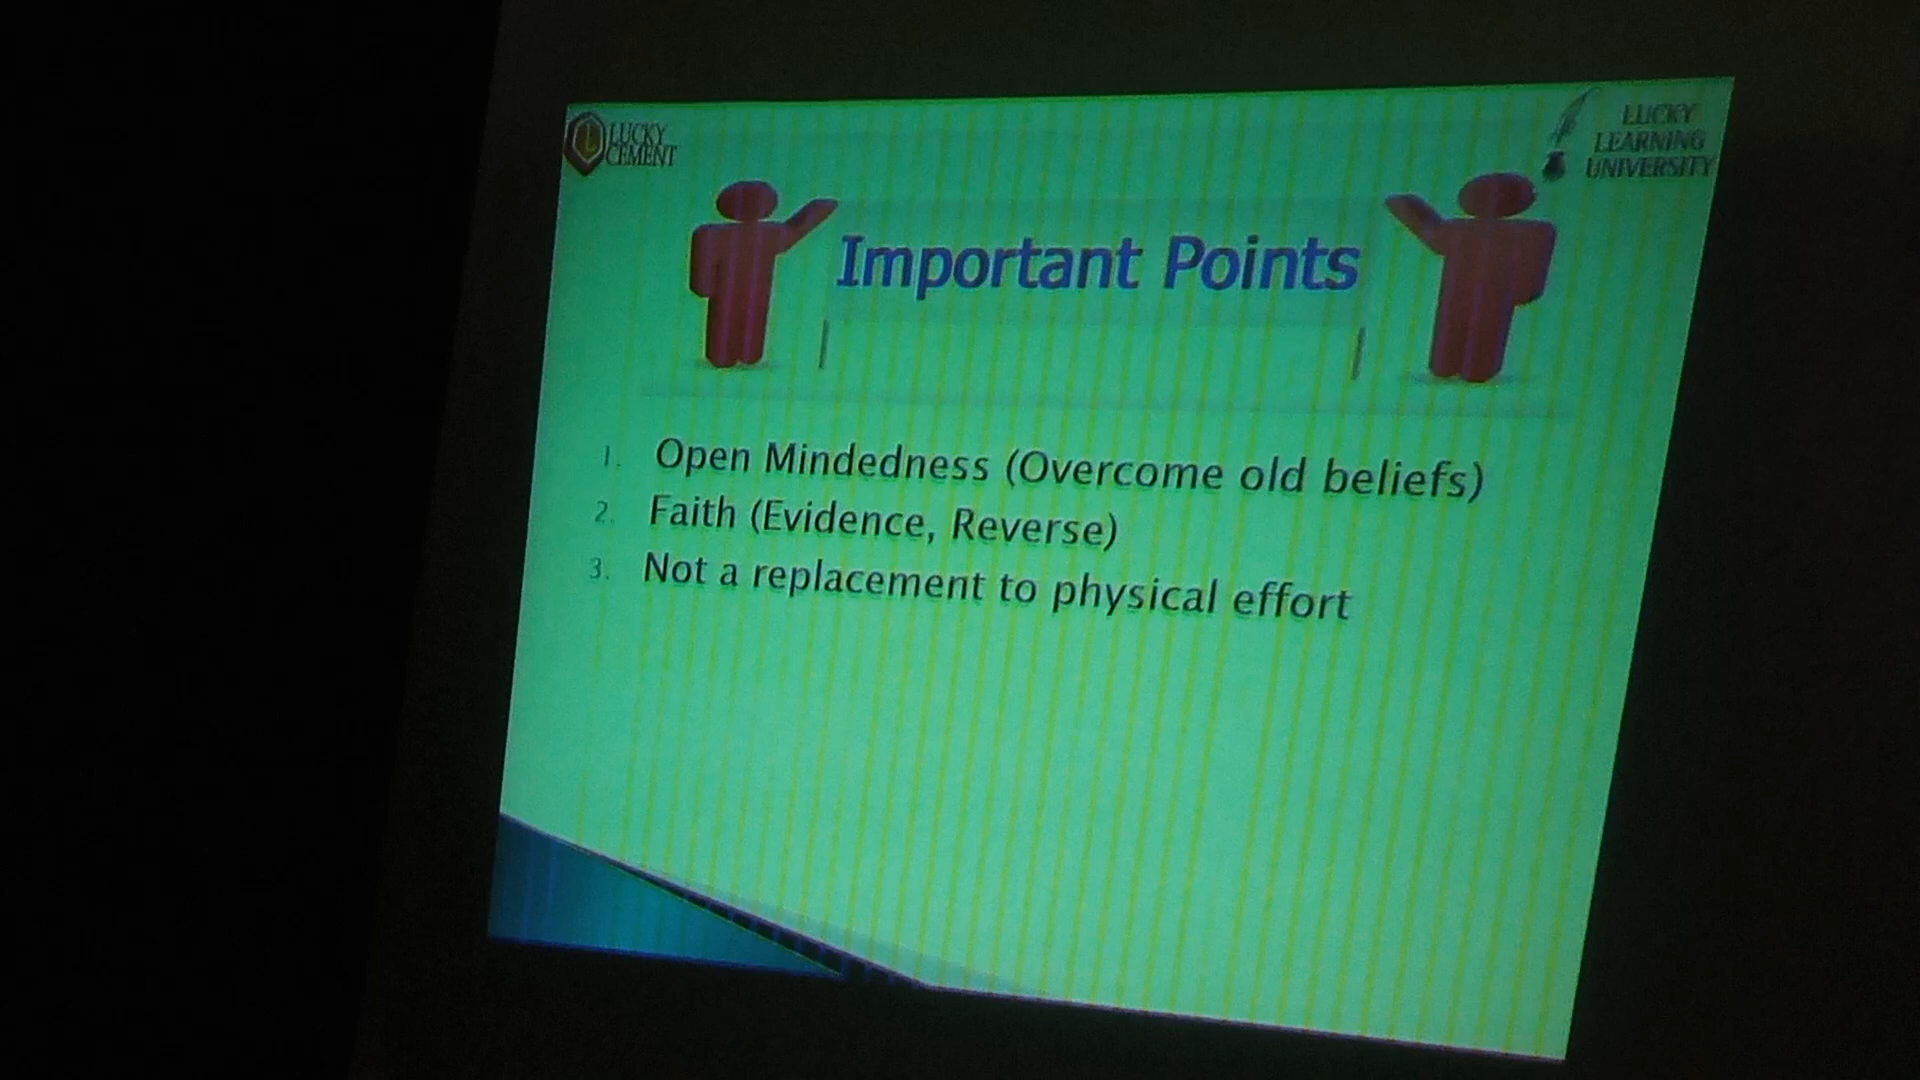 LUCKY
CEMENT
LUCKY
LEARNING
UNIVERSITY
Important Points
1. Open Mindedness (Overcome old beliefs)
2. Faith (Evidence, Reverse)
3. Not a replacement to physical effort